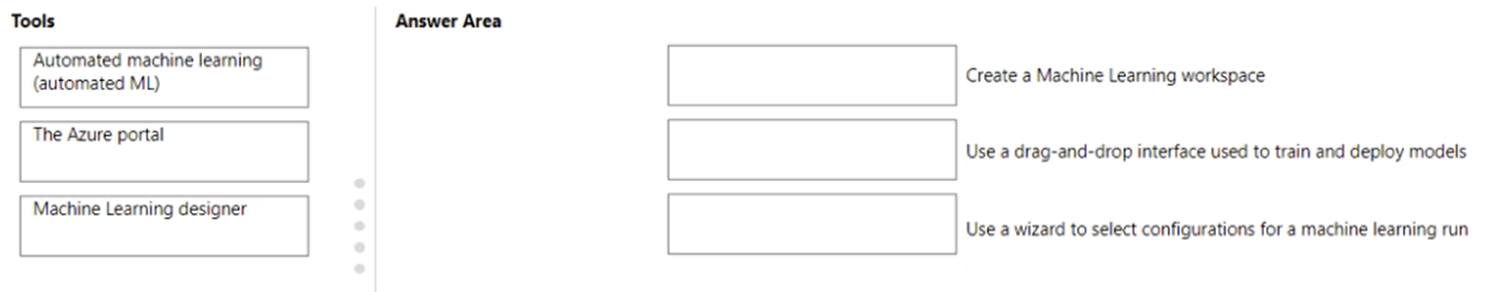 Tools
Automated machine learning
(automated ML)
The Azure portal
Machine Learning designer
Answer Area
Create a Machine Learning workspace
Use a drag-and-drop interface used to train and deploy models
Use a wizard to select configurations for a machine learning run